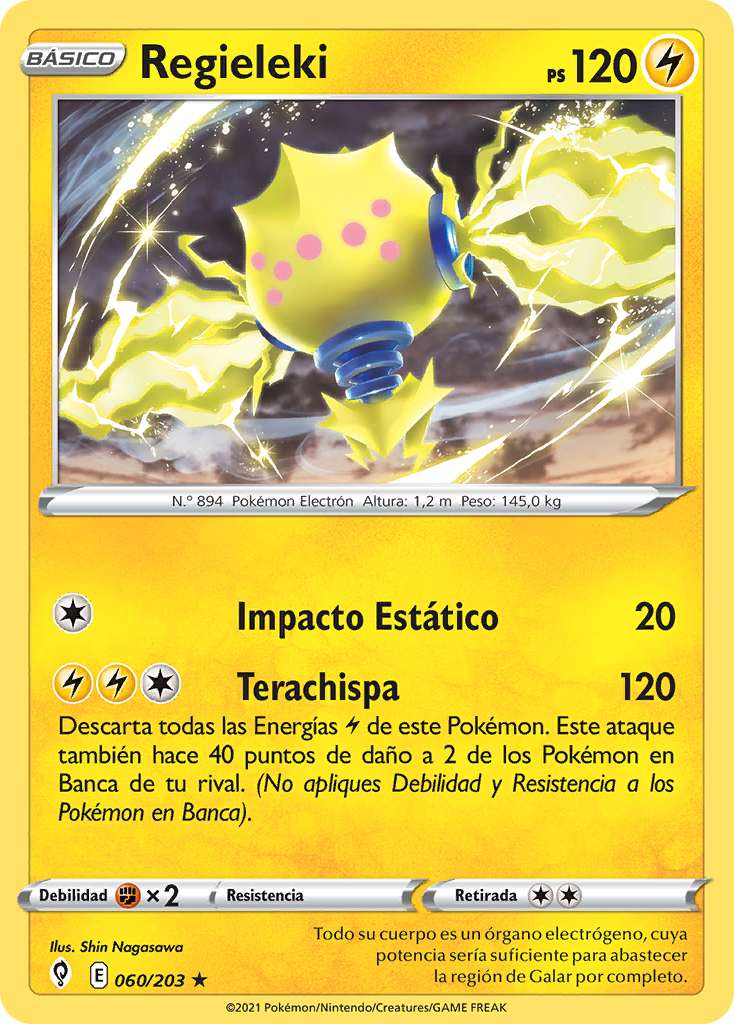 BÁSICO Regieleki PS 120
N.º 894 Pokémon Electrón Altura: 1,2 m Peso: 145,0 kg
Impacto Estático 20
Terachispa 120
Descarta todas las Energías de este Pokémon. Este ataque
también hace 40 puntos de daño a 2 de los Pokémon en
Banca de tu rival. (No apliques Debilidad y Resistencia a los
Pokémon en Banca).
Debilidad ×2 Resistencia Retirada
Ilus. Shin Nagasawa
Todo su cuerpo es un órgano electrógeno, cuya
potencia sería suficiente para abastecer
la región de Galar por completo.
E 060/203 ★
©2021 Pokémon/Nintendo/Creatures/GAME FREAK